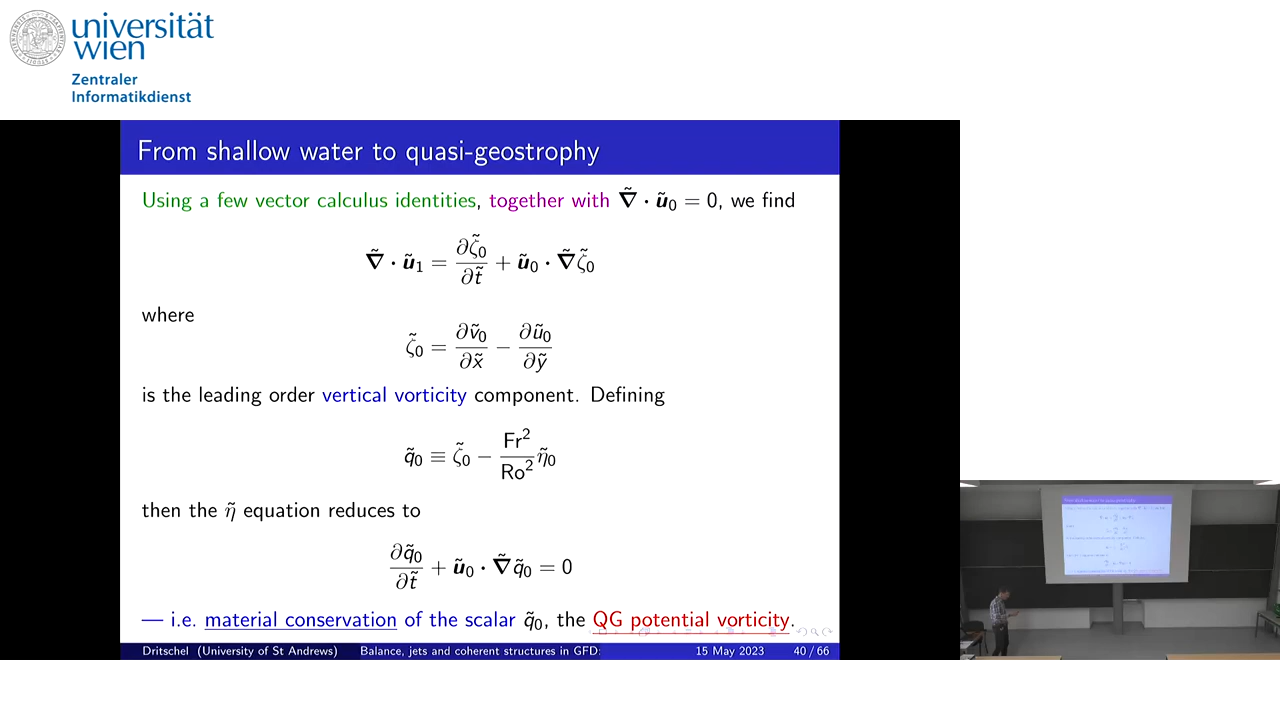 universität
wien
Zentraler
Informatikdienst
From shallow water to quasi-geostrophy
Using a few vector calculus identities, together with ∇̃ · ũ₀ = 0, we find
∇̃ · ũ₁ = ∂ζ̃₀/∂t̃ + ũ₀ · ∇̃ζ̃₀
where
ζ̃₀ = ∂ṽ₀/∂x̃ − ∂ũ₀/∂ỹ
is the leading order vertical vorticity component. Defining
q̃₀ ≡ ζ̃₀ − Fr²/Ro² η̃₀
then the η̃ equation reduces to
∂q̃₀/∂t̃ + ũ₀ · ∇̃q̃₀ = 0
— i.e. material conservation of the scalar q̃₀, the QG potential vorticity.
Dritschel (University of St Andrews) Balance, jets and coherent structures in GFD: 15 May 2023 40 / 66